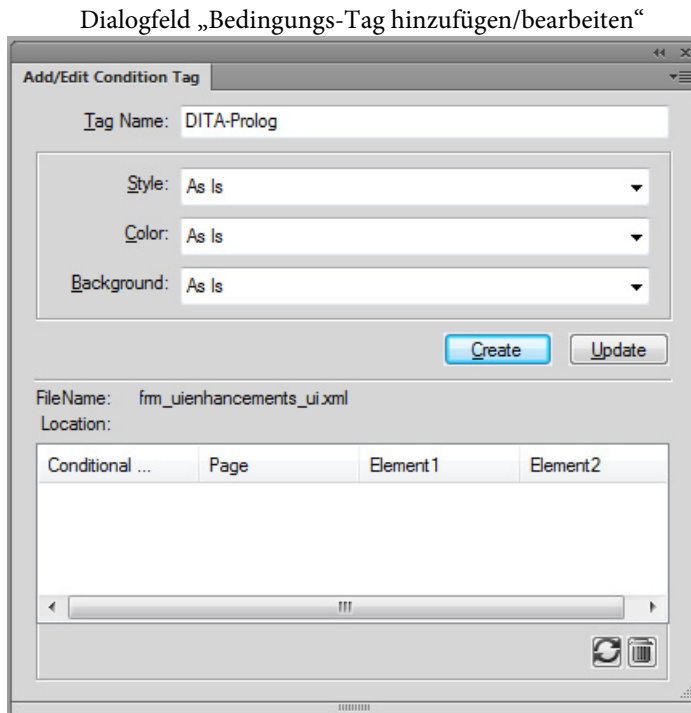 Dialogfeld „Bedingungs-Tag hinzufügen/bearbeiten“
Add/Edit Condition Tag
Tag Name: DITA-Prolog
Style: As Is
Color: As Is
Background: As Is
Create Update
FileName: frm_uienhancements_ui.xml
Location:
Conditional ... Page Element1 Element2